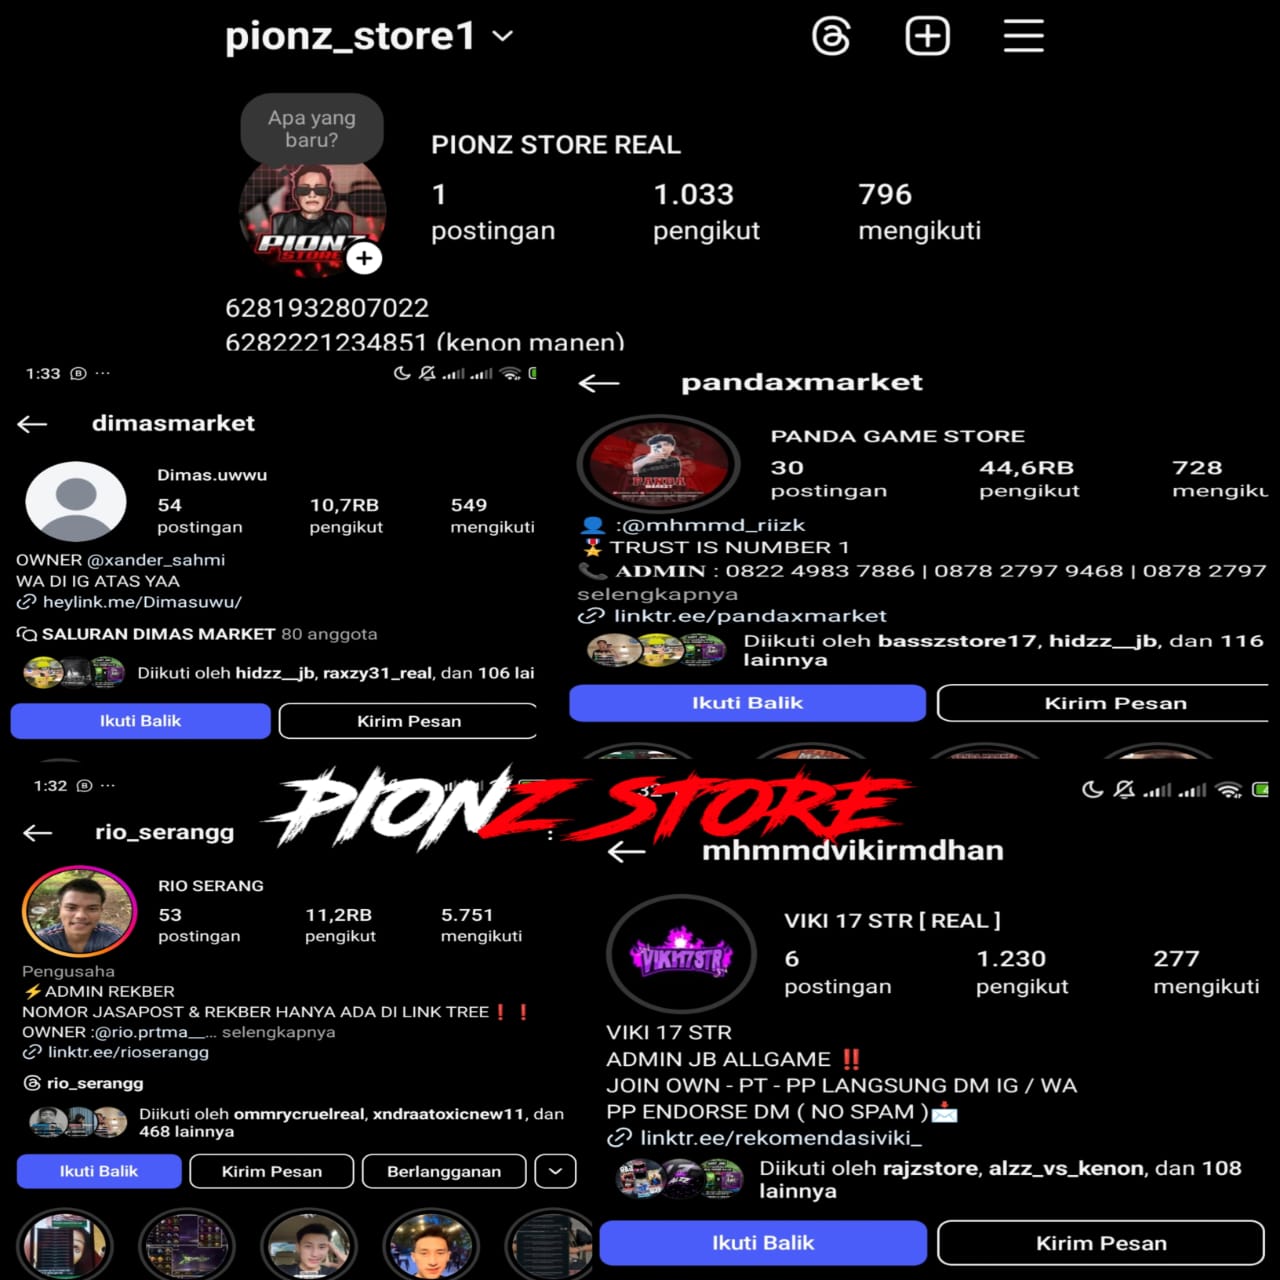 pionz_store1
Apa yang
baru?
PIONZ STORE REAL
1
1.033
796
postingan
pengikut
mengikuti
PIONZ
STORE
6281932807022
6282221234851 (kenon manen)
1:33
dimasmarket
Dimas.uwwu
54
10,7RB
549
postingan
pengikut
mengikuti
OWNER @xander_sahmi
WA DI IG ATAS YAA
heylink.me/Dimasuwu/
SALURAN DIMAS MARKET 80 anggota
Diikuti oleh hidzz__jb, raxzy31_real, dan 106 lai
Ikuti Balik
Kirim Pesan
pandaxmarket
PANDA GAME STORE
30
44,6RB
728
postingan
pengikut
mengiku
PANDA
MARKET
:@mhmmd_riizk
TRUST IS NUMBER 1
ADMIN : 0822 4983 7886 | 0878 2797 9468 | 0878 2797
selengkapnya
linktr.ee/pandaxmarket
Diikuti oleh basszstore17, hidzz__jb, dan 116
lainnya
Ikuti Balik
Kirim Pesan
PIONZ STORE
1:32
rio_serangg
RIO SERANG
53
11,2RB
5.751
postingan
pengikut
mengikuti
Pengusaha
⚡ADMIN REKBER
NOMOR JASAPOST & REKBER HANYA ADA DI LINK TREE❗❗
OWNER :@rio.prtma__... selengkapnya
linktr.ee/rioserangg
rio_serangg
Diikuti oleh ommrycruelreal, xndraatoxicnew11, dan
468 lainnya
Ikuti Balik
Kirim Pesan
Berlangganan
32
mhmmdvikirmdhan
VIKI17STR
VIKI 17 STR [ REAL ]
6
1.230
277
postingan
pengikut
mengikuti
VIKI 17 STR
ADMIN JB ALLGAME ‼️
JOIN OWN - PT - PP LANGSUNG DM IG / WA
PP ENDORSE DM ( NO SPAM )📩
linktr.ee/rekomendasiviki_
Diikuti oleh rajzstore, alzz_vs_kenon, dan 108
lainnya
Ikuti Balik
Kirim Pesan